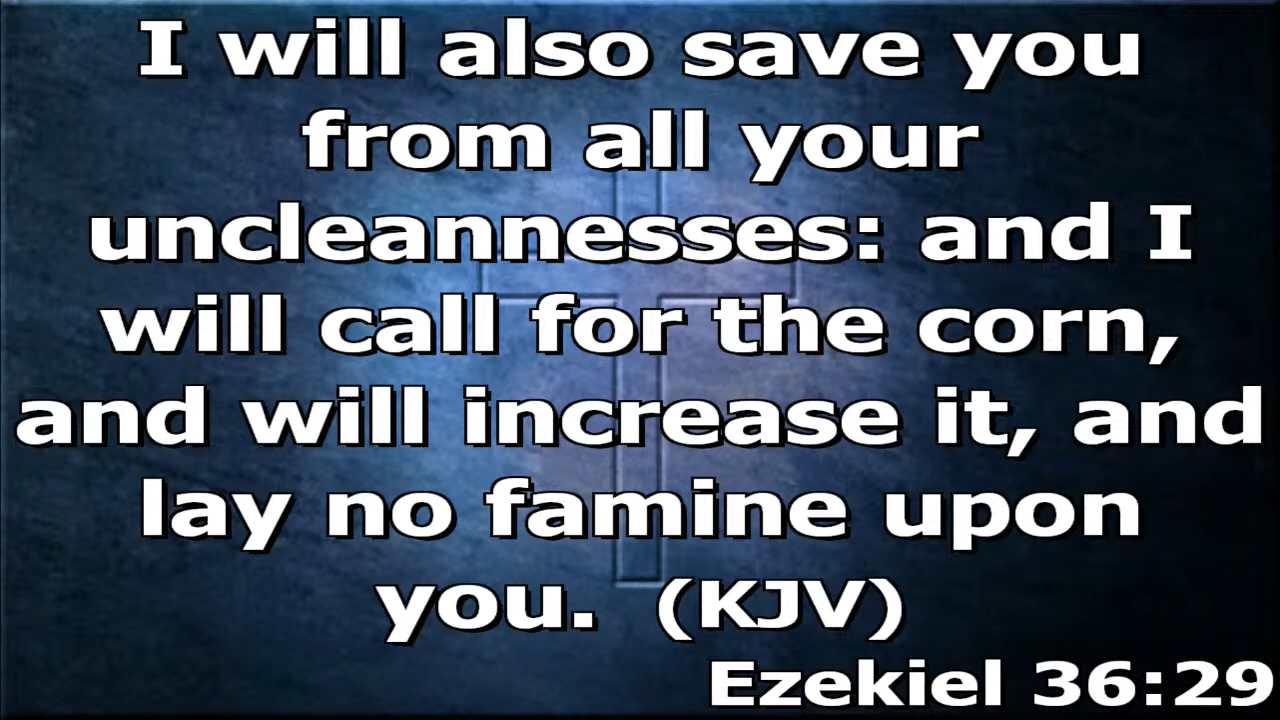 I will also save you
from all your
uncleannesses: and I
will call for the corn,
and will increase it, and
lay no famine upon
you. (KJV)
Ezekiel 36:29